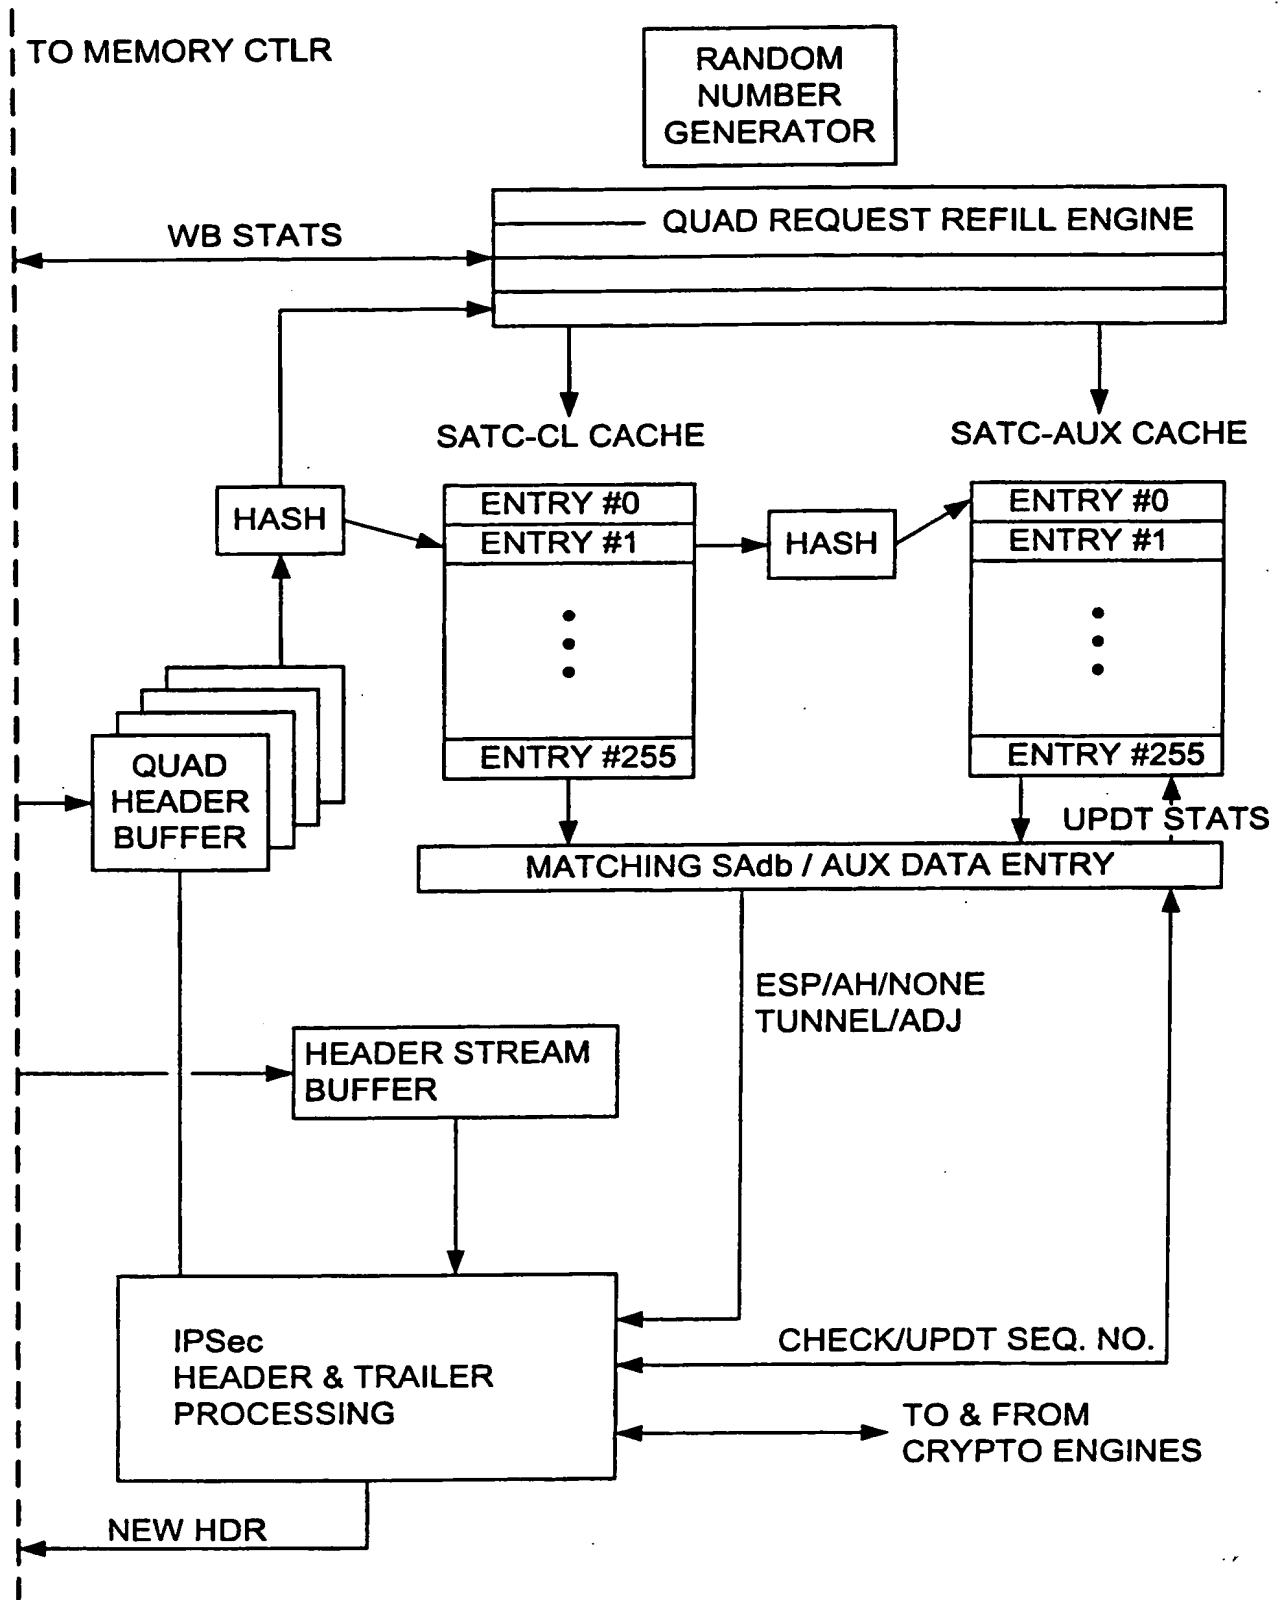 TO MEMORY CTLR
RANDOM
NUMBER
GENERATOR
QUAD REQUEST REFILL ENGINE
WB STATS
SATC-CL CACHE
SATC-AUX CACHE
HASH
ENTRY #0
ENTRY #1
ENTRY #255
HASH
ENTRY #0
ENTRY #1
ENTRY #255
QUAD
HEADER
BUFFER
UPDT STATS
MATCHING SAdb / AUX DATA ENTRY
ESP/AH/NONE
TUNNEL/ADJ
HEADER STREAM
BUFFER
IPSec
HEADER & TRAILER
PROCESSING
CHECK/UPDT SEQ. NO.
TO & FROM
CRYPTO ENGINES
NEW HDR